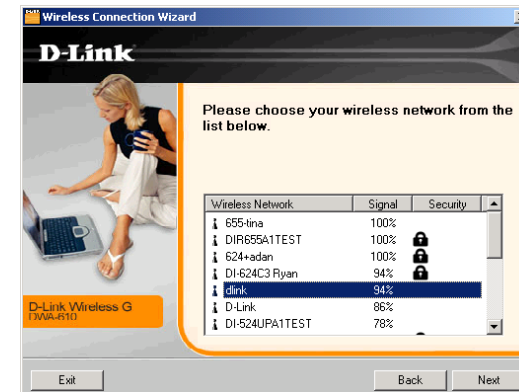 Wireless Connection Wizard
D-Link
Please choose your wireless network from the
list below.
Wireless Network Signal Security
655-tina 100%
DIR655A1TEST 100%
624+adan 100%
DI-624C3 Ryan 94%
dlink 94%
D-Link 86%
DI-524UPA1TEST 78%
D-Link Wireless G
DWA-610
Exit Back Next